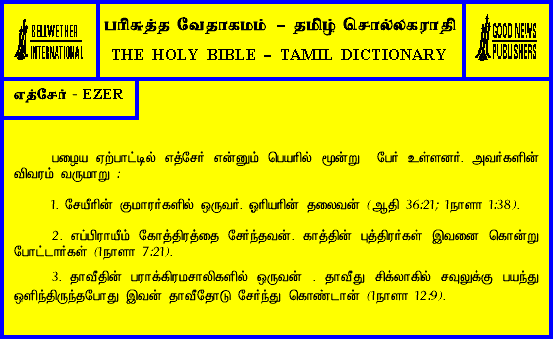 BELLWETHER
INTERNATIONAL
பரிசுத்த வேதாகமம் - தமிழ் சொல்லகராதி
THE HOLY BIBLE - TAMIL DICTIONARY
GOOD NEWS
PUBLISHERS
எத்சேர் - EZER
பழைய ஏற்பாட்டில் எத்சேர் என்னும் பெயரில் மூன்று பேர் உள்ளனர். அவர்களின்
விவரம் வருமாறு :
1. சேயீரின் குமாரர்களில் ஒருவர். ஓரியரின் தலைவன் (ஆதி 36:21; 1நாளா 1:38).
2. எப்பிராயீம் கோத்திரத்தை சேர்ந்தவன். காத்தின் புத்திரர்கள் இவனை கொன்று
போட்டார்கள் (1நாளா 7:21).
3. தாவீதின் பராக்கிரமசாலிகளில் ஒருவன் . தாவீது சிக்லாகில் சவுலுக்கு பயந்து
ஒளிந்திருந்தபோது இவன் தாவீதோடு சேர்ந்து கொண்டான் (1நாளா 12:9).